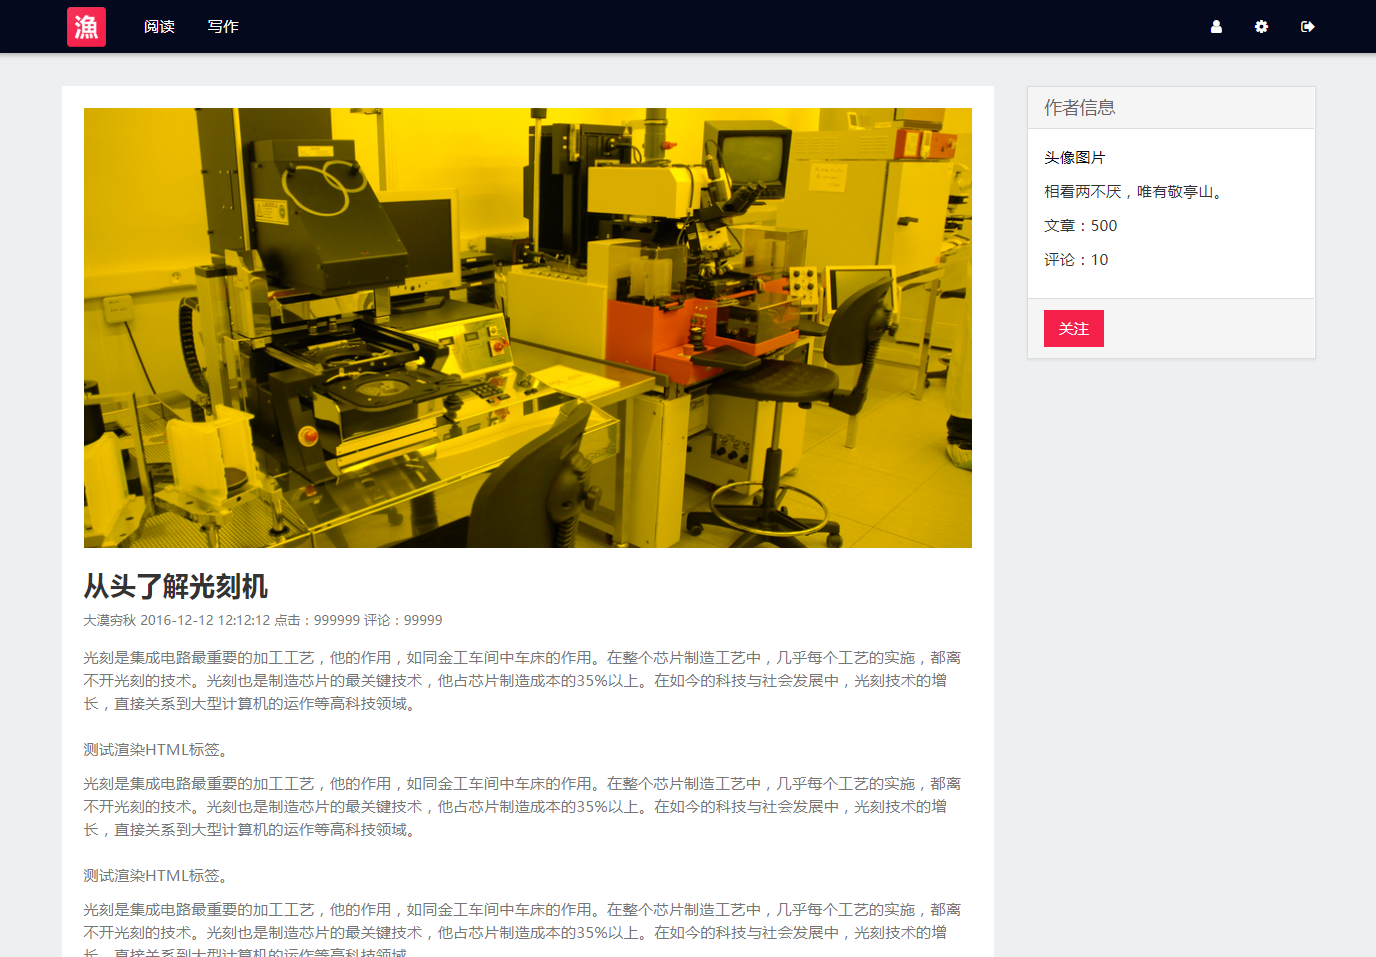 漁 阅读 写作
从头了解光刻机
大漠穷秋 2016-12-12 12:12:12 点击：999999 评论：99999
光刻是集成电路最重要的加工工艺，他的作用，如同金工车间中车床的作用。在整个芯片制造工艺中，几乎每个工艺的实施，都离
不开光刻的技术。光刻也是制造芯片的最关键技术，他占芯片制造成本的35%以上。在如今的科技与社会发展中，光刻技术的增
长，直接关系到大型计算机的运作等高科技领域。
测试渲染HTML标签。
光刻是集成电路最重要的加工工艺，他的作用，如同金工车间中车床的作用。在整个芯片制造工艺中，几乎每个工艺的实施，都离
不开光刻的技术。光刻也是制造芯片的最关键技术，他占芯片制造成本的35%以上。在如今的科技与社会发展中，光刻技术的增
长，直接关系到大型计算机的运作等高科技领域。
测试渲染HTML标签。
光刻是集成电路最重要的加工工艺，他的作用，如同金工车间中车床的作用。在整个芯片制造工艺中，几乎每个工艺的实施，都离
不开光刻的技术。光刻也是制造芯片的最关键技术，他占芯片制造成本的35%以上。在如今的科技与社会发展中，光刻技术的增
长，直接关系到大型计算机的运作等高科技领域。
作者信息
头像图片
相看两不厌，唯有敬亭山。
文章：500
评论：10
关注